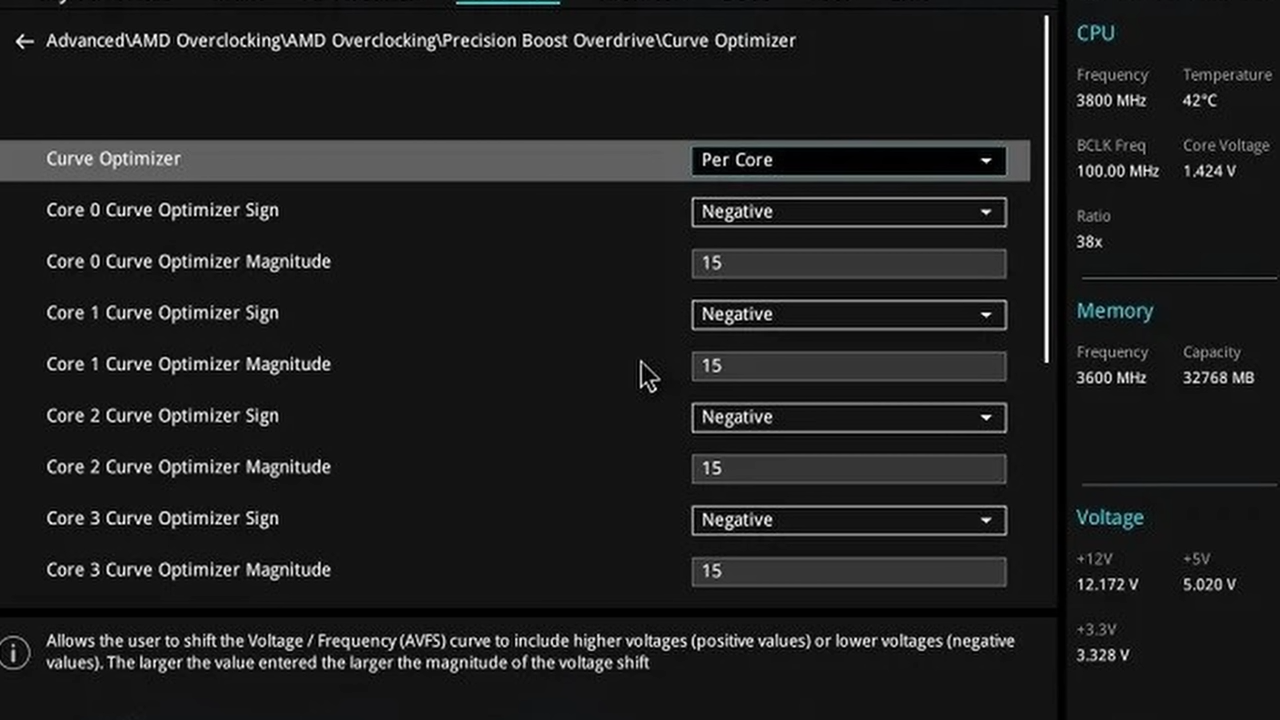 Advanced\AMD Overclocking\AMD Overclocking\Precision Boost Overdrive\Curve Optimizer
Curve Optimizer Per Core
Core 0 Curve Optimizer Sign Negative
Core 0 Curve Optimizer Magnitude 15
Core 1 Curve Optimizer Sign Negative
Core 1 Curve Optimizer Magnitude 15
Core 2 Curve Optimizer Sign Negative
Core 2 Curve Optimizer Magnitude 15
Core 3 Curve Optimizer Sign Negative
Core 3 Curve Optimizer Magnitude 15
Allows the user to shift the Voltage / Frequency (AVFS) curve to include higher voltages (positive values) or lower voltages (negative
values). The larger the value entered the larger the magnitude of the voltage shift
CPU
Frequency Temperature
3800 MHz 42°C
BCLK Freq Core Voltage
100.00 MHz 1.424 V
Ratio
38x
Memory
Frequency Capacity
3600 MHz 32768 MB
Voltage
+12V +5V
12.172 V 5.020 V
+3.3V
3.328 V